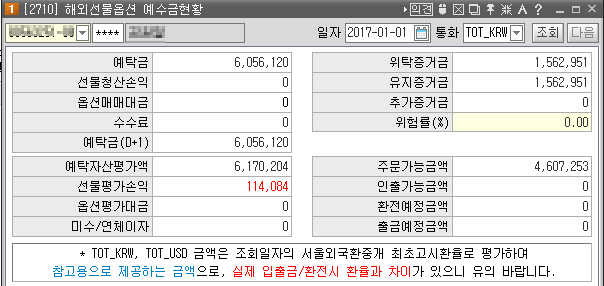 1 [2710] 해외선물옵션 예수금현황 의견 A ?
**** 일자 2017-01-01 통화 TOT_KRW 조회 다음
예탁금 6,056,120 위탁증거금 1,562,951
선물청산손익 0 유지증거금 1,562,951
옵션매매대금 0 추가증거금 0
수수료 0 위험률(%) 0.00
예탁금(D+1) 6,056,120
예탁자산평가액 6,170,204 주문가능금액 4,607,253
선물평가손익 114,084 인출가능금액 0
옵션평가대금 0 환전예정금액 0
미수/연체이자 0 출금예정금액 0
* TOT_KRW, TOT_USD 금액은 조회일자의 서울외국환중개 최초고시환율로 평가하여
참고용으로 제공하는 금액으로, 실제 입출금/환전시 환율과 차이가 있으니 유의 바랍니다.